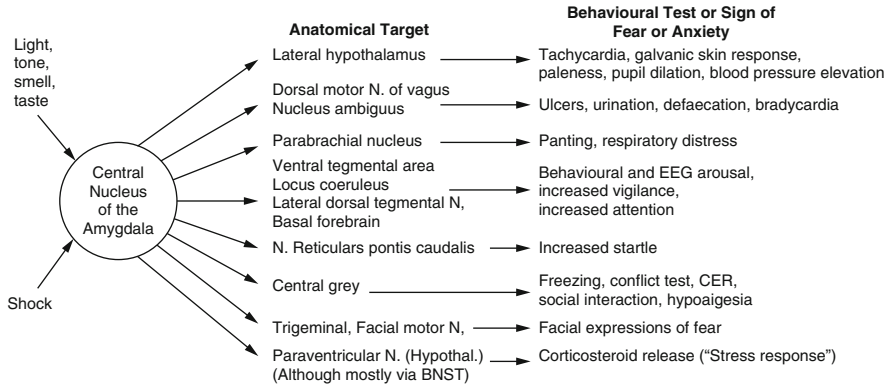 Anatomical Target
Behavioural Test or Sign of
Fear or Anxiety
Light,
tone,
smell,
taste
Shock
Central
Nucleus
of the
Amygdala
Lateral hypothalamus
Tachycardia, galvanic skin response,
paleness, pupil dilation, blood pressure elevation
Dorsal motor N. of vagus
Nucleus ambiguus
Ulcers, urination, defaecation, bradycardia
Parabrachial nucleus
Panting, respiratory distress
Ventral tegmental area
Locus coeruleus
Lateral dorsal tegmental N,
Basal forebrain
Behavioural and EEG arousal,
increased vigilance,
increased attention
N. Reticulars pontis caudalis
Increased startle
Central grey
Freezing, conflict test, CER,
social interaction, hypoaigesia
Trigeminal, Facial motor N,
Facial expressions of fear
Paraventricular N. (Hypothal.)
(Although mostly via BNST)
Corticosteroid release (“Stress response”)